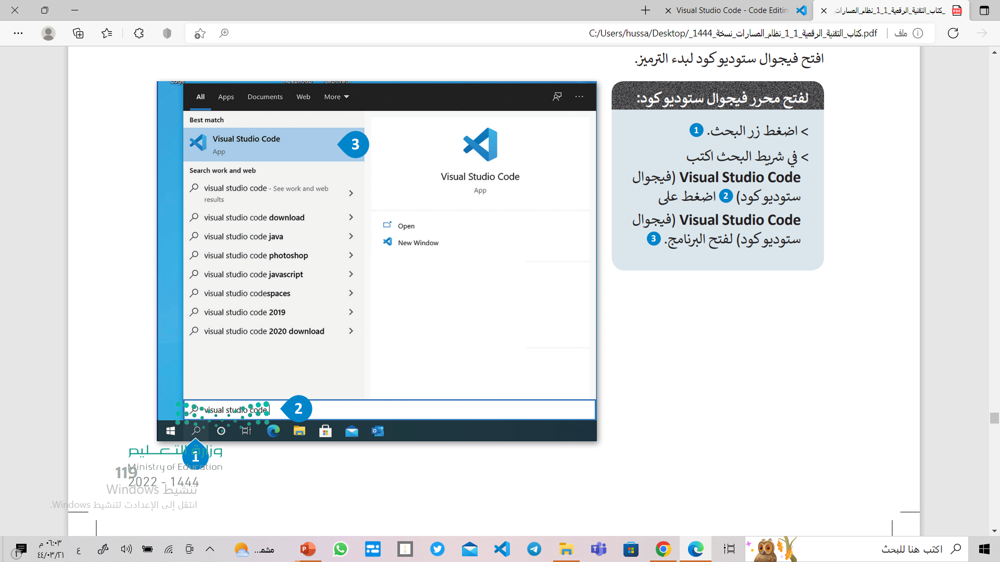 كتاب_التقنية_الرقمية_1_1_نظام_المسارات_
Visual Studio Code - Code Editin
ملف
C:/Users/hussa/Desktop/_1444_كتاب_التقنية_الرقمية_1_1_نظام_المسارات_نسخة.pdf
افتح فيجوال ستوديو كود لبدء الترميز.
لفتح محرر فيجوال ستوديو كود:
> اضغط زر البحث. 1
> في شريط البحث اكتب
Visual Studio Code (فيجوال
ستوديو كود) 2 اضغط على
Visual Studio Code (فيجوال
ستوديو كود) لفتح البرنامج. 3
Edge
All Apps Documents Web More
Best match
Visual Studio Code
App
3
Search work and web
visual studio code - See work and web
results
visual studio code download
visual studio code java
visual studio code photoshop
visual studio code javascript
visual studio codespaces
visual studio code 2019
visual studio code 2020 download
Visual Studio Code
App
Open
New Window
visual studio code
2
1
وزارة التعليم
Ministry of Education
119
2022 - 1444
تنشيط Windows
انتقل إلى الإعدادت لتنشيط Windows.
اكتب هنا للبحث
مشمـ...
ع
٠٦:٠٣ م
٤٤/٠٣/٢١
١